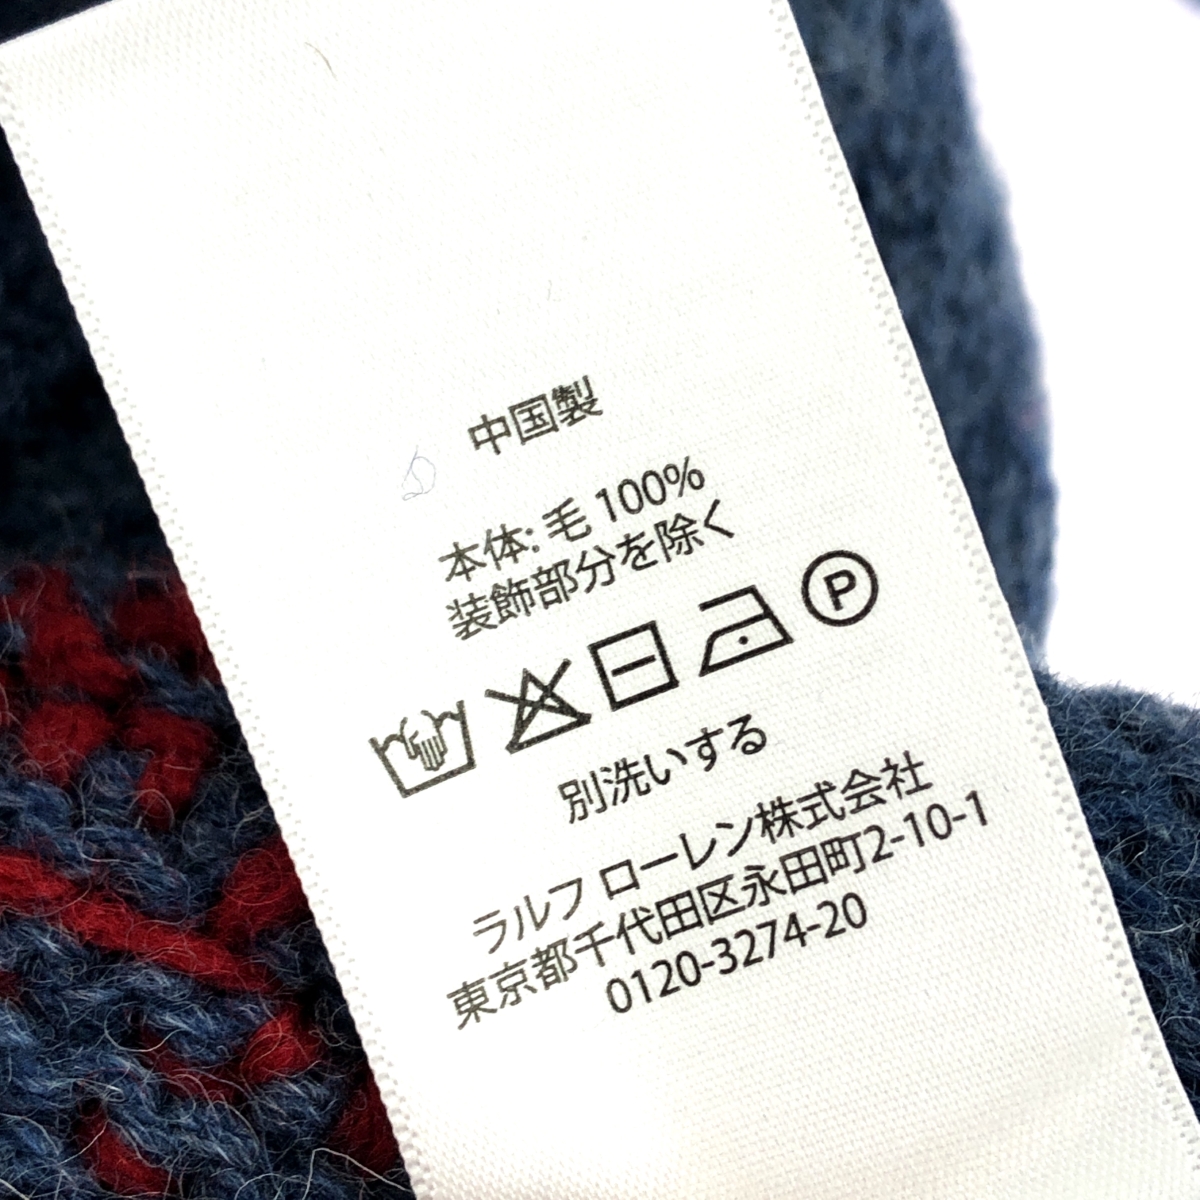 中国製
本体: 毛 100%
装飾部分を除く
P
別洗いする
ラルフ ローレン株式会社
東京都千代田区永田町2-10-1
0120-3274-20